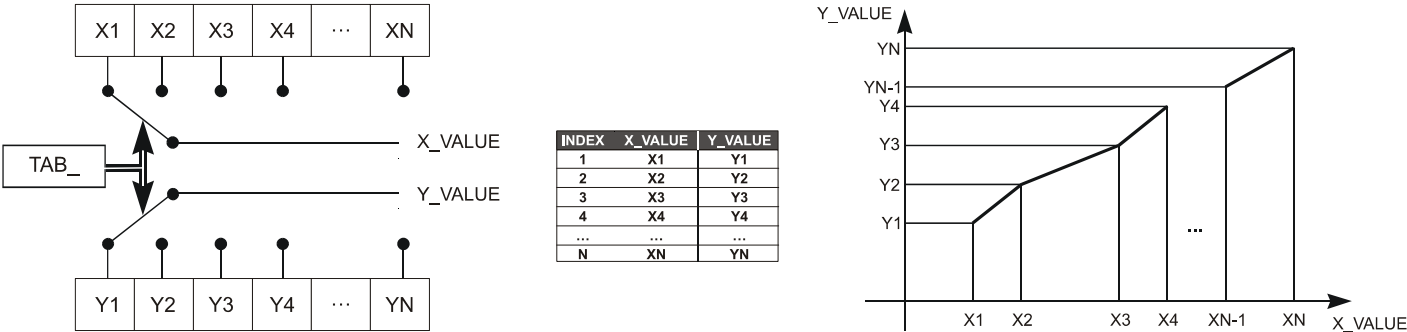 X1 X2 X3 X4 ... XN
X_VALUE
TAB_
Y_VALUE
Y1 Y2 Y3 Y4 ... YN
INDEX X_VALUE Y_VALUE
1 X1 Y1
2 X2 Y2
3 X3 Y3
4 X4 Y4
... ... ...
N XN YN
Y_VALUE
YN
YN-1
Y4
Y3
Y2
Y1
...
X1 X2 X3 X4 XN-1 XN X_VALUE